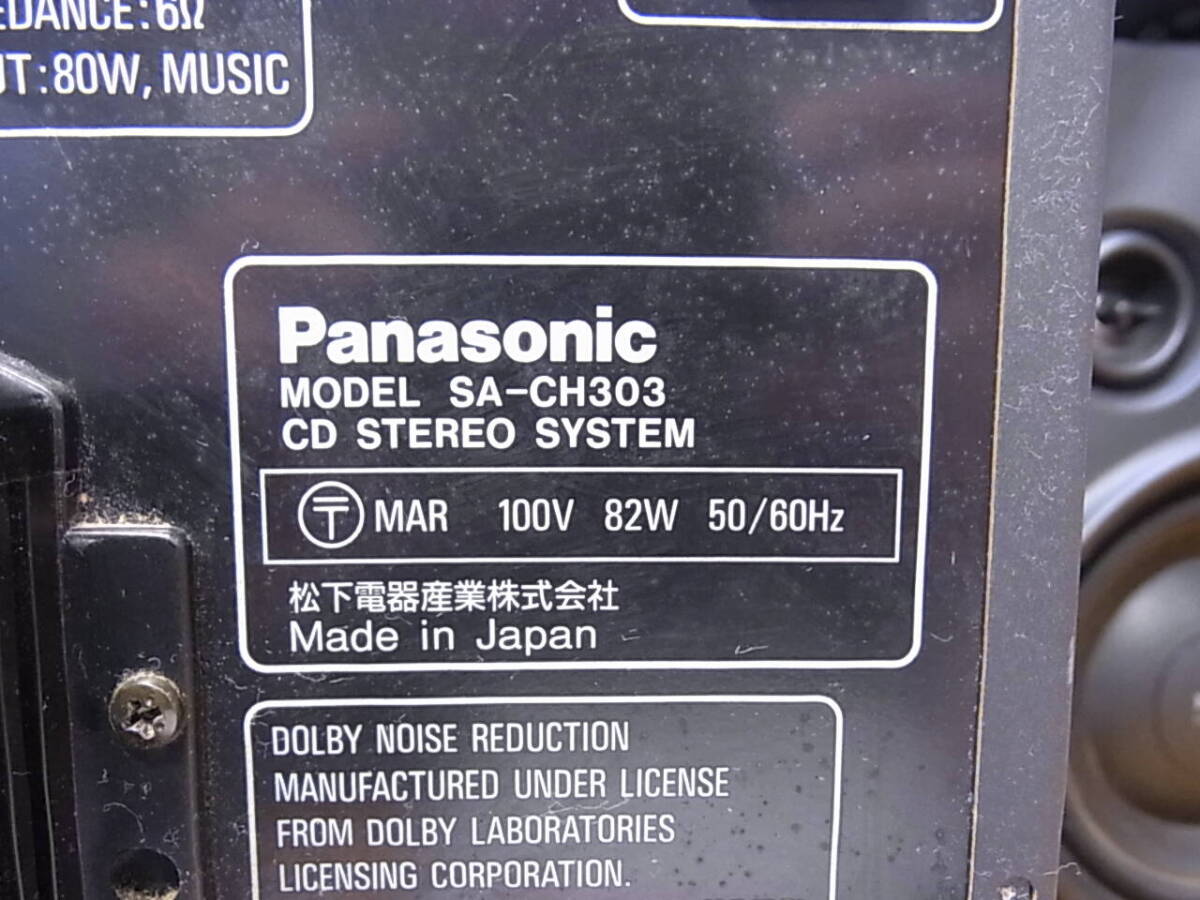 :6Ω
:80W, MUSIC
Panasonic
MODEL SA-CH303
CD STEREO SYSTEM
〒 MAR 100V 82W 50/60Hz
松下電器産業株式会社
Made in Japan
DOLBY NOISE REDUCTION
MANUFACTURED UNDER LICENSE
FROM DOLBY LABORATORIES
LICENSING CORPORATION.